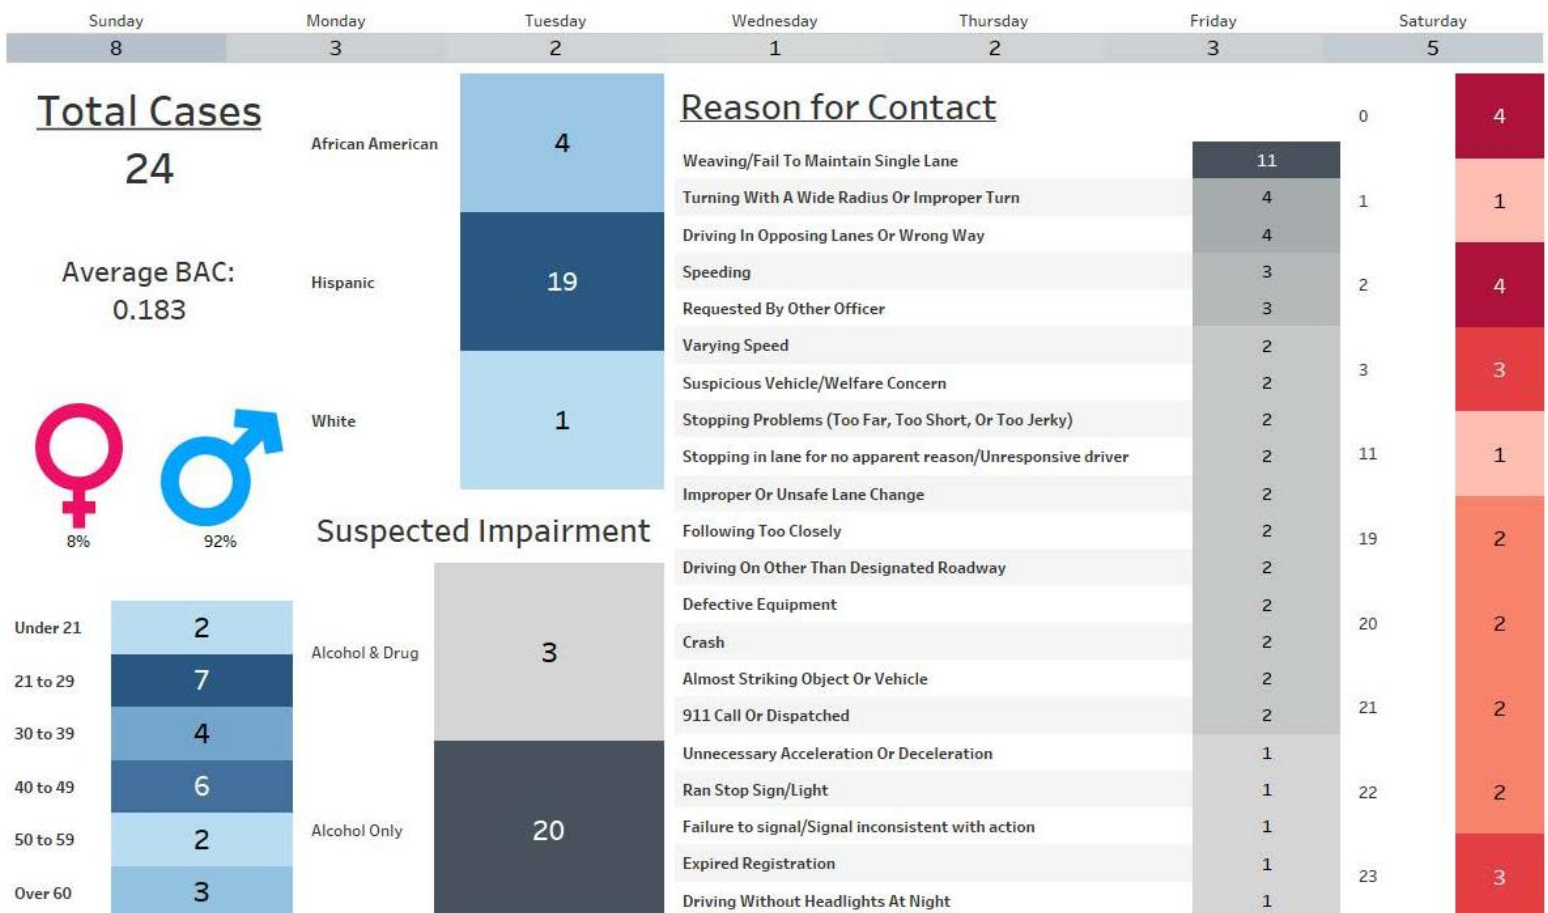 Sunday Monday Tuesday Wednesday Thursday Friday Saturday
8 3 2 1 2 3 5
Total Cases
24
Average BAC:
0.183
8% 92%
African American 4
Hispanic 19
White 1
Suspected Impairment
Alcohol & Drug 3
Alcohol Only 20
Under 21 2
21 to 29 7
30 to 39 4
40 to 49 6
50 to 59 2
Over 60 3
Reason for Contact
Weaving/Fail To Maintain Single Lane 11
Turning With A Wide Radius Or Improper Turn 4
Driving In Opposing Lanes Or Wrong Way 4
Speeding 3
Requested By Other Officer 3
Varying Speed 2
Suspicious Vehicle/Welfare Concern 2
Stopping Problems (Too Far, Too Short, Or Too Jerky) 2
Stopping in lane for no apparent reason/Unresponsive driver 2
Improper Or Unsafe Lane Change 2
Following Too Closely 2
Driving On Other Than Designated Roadway 2
Defective Equipment 2
Crash 2
Almost Striking Object Or Vehicle 2
911 Call Or Dispatched 2
Unnecessary Acceleration Or Deceleration 1
Ran Stop Sign/Light 1
Failure to signal/Signal inconsistent with action 1
Expired Registration 1
Driving Without Headlights At Night 1
0 4
1 1
2 4
3 3
11 1
19 2
20 2
21 2
22 2
23 3